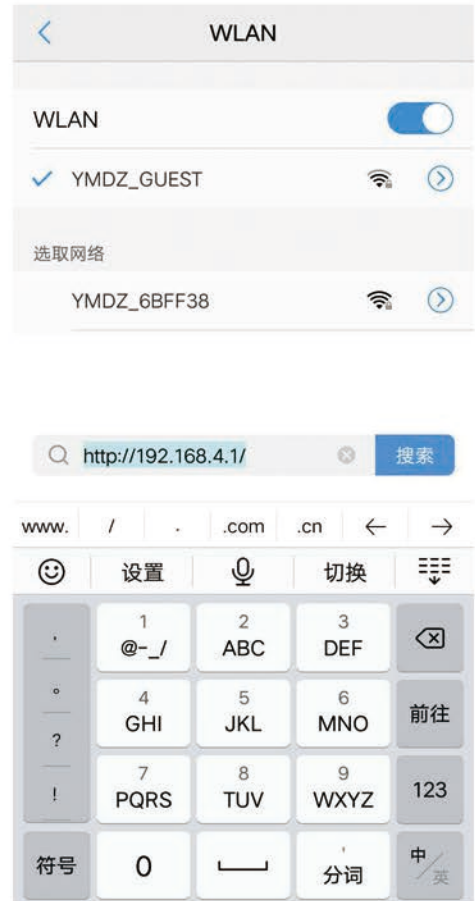 WLAN
WLAN
YMDZ_GUEST
选取网络
YMDZ_6BFF38
http://192.168.4.1/ 搜索
www. / . .com .cn ← →
设置 切换
, 1 2 3
@-_/ ABC DEF
。 4 5 6 前往
GHI JKL MNO
?
! 7 8 9 123
PQRS TUV WXYZ
符号 0 ' 中/英
分词